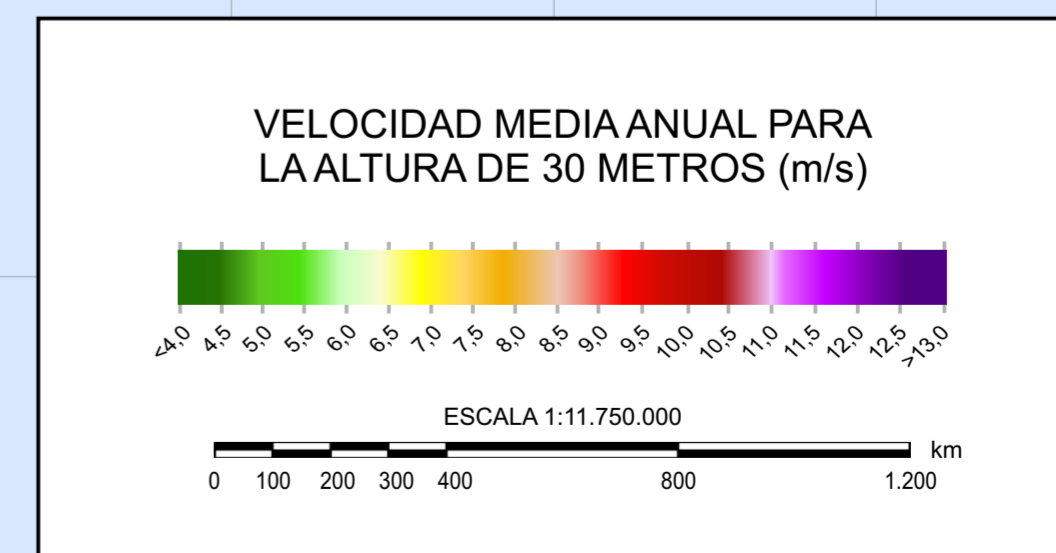 VELOCIDAD MEDIA ANUAL PARA
LA ALTURA DE 30 METROS (m/s)
<4,0 4,5 5,0 5,5 6,0 6,5 7,0 7,5 8,0 8,5 9,0 9,5 10,0 10,5 11,0 11,5 12,0 12,5 >13,0
ESCALA 1:11.750.000
km
0 100 200 300 400 800 1.200